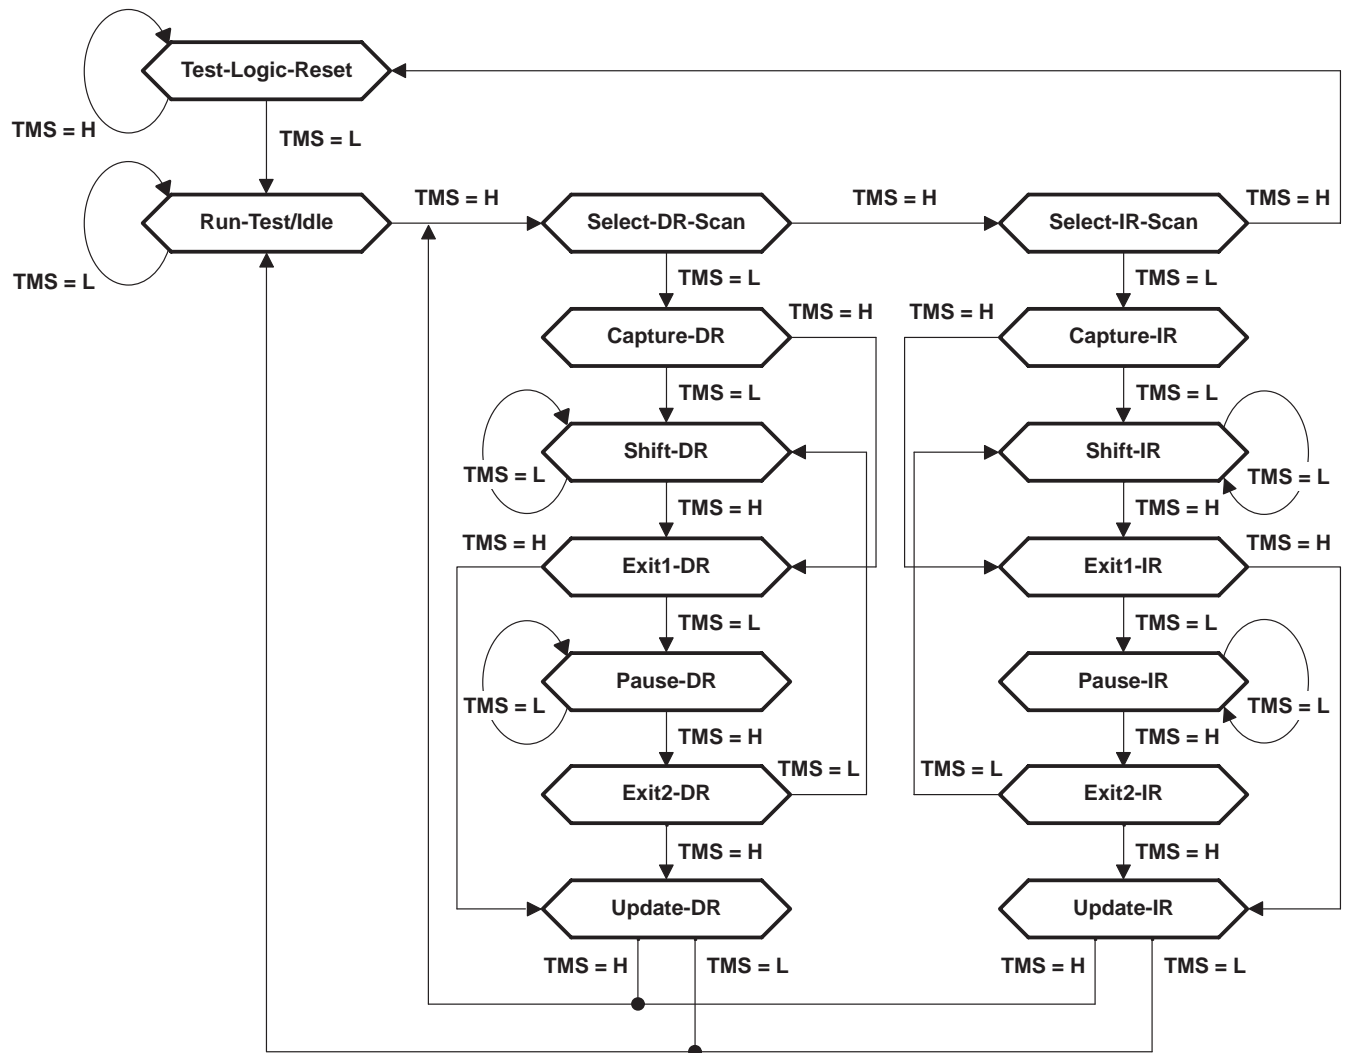 Test-Logic-Reset
TMS = H
TMS = L
TMS = H
TMS = H
TMS = H
Run-Test/Idle
Select-DR-Scan
Select-IR-Scan
TMS = L
TMS = L
TMS = L
TMS = H
TMS = H
Capture-DR
Capture-IR
TMS = L
TMS = L
Shift-DR
Shift-IR
TMS = L
TMS = L
TMS = H
TMS = H
TMS = H
TMS = H
Exit1-DR
Exit1-IR
TMS = L
TMS = L
Pause-DR
Pause-IR
TMS = L
TMS = L
TMS = H
TMS = H
TMS = L
TMS = L
Exit2-DR
Exit2-IR
TMS = H
TMS = H
Update-DR
Update-IR
TMS = H
TMS = L
TMS = H
TMS = L